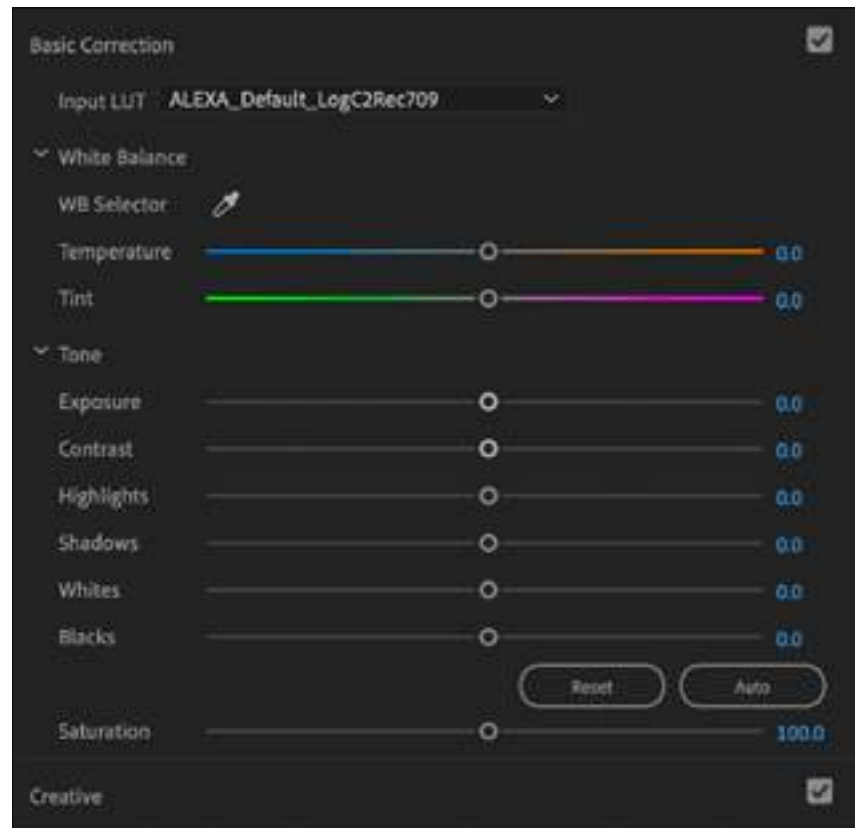 Basic Correction
Input LUT ALEXA_Default_LogC2Rec709
White Balance
WB Selector
Temperature 0.0
Tint 0.0
Tone
Exposure 0.0
Contrast 0.0
Highlights 0.0
Shadows 0.0
Whites 0.0
Blacks 0.0
Reset Auto
Saturation 100.0
Creative